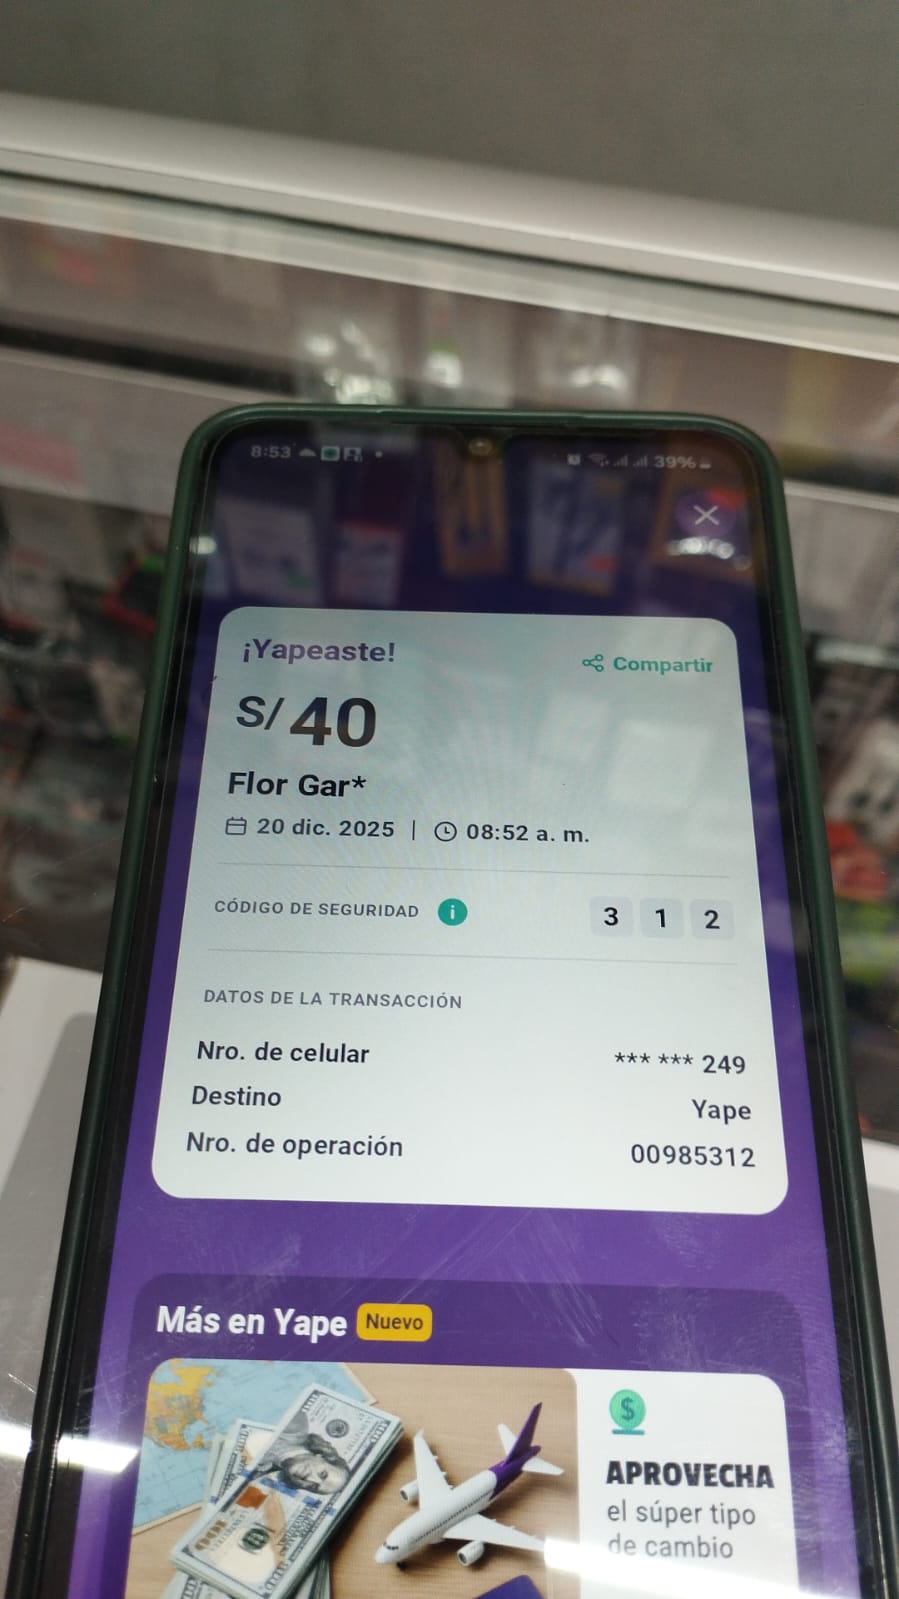 8:53
39%
¡Yapeaste!
Compartir
S/ 40
Flor Gar*
20 dic. 2025 | 08:52 a. m.
CÓDIGO DE SEGURIDAD i 3 1 2
DATOS DE LA TRANSACCIÓN
Nro. de celular *** *** 249
Destino Yape
Nro. de operación 00985312
Más en Yape Nuevo
$
APROVECHA
el súper tipo
de cambio
100